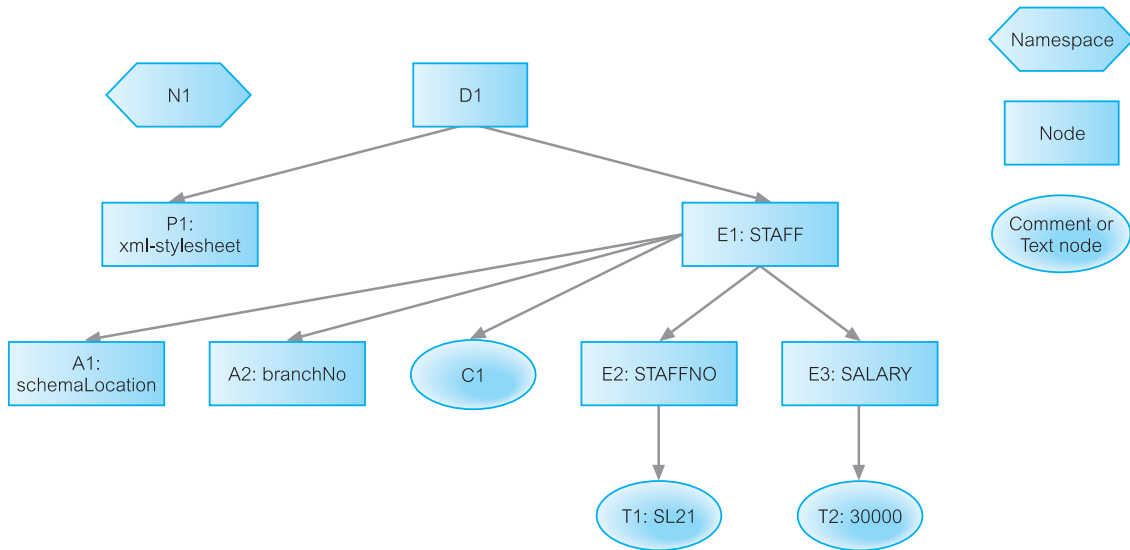 Namespace
N1
D1
Node
P1:
xml-stylesheet
E1: STAFF
Comment or
Text node
A1:
schemaLocation
A2: branchNo
C1
E2: STAFFNO
E3: SALARY
T1: SL21
T2: 30000